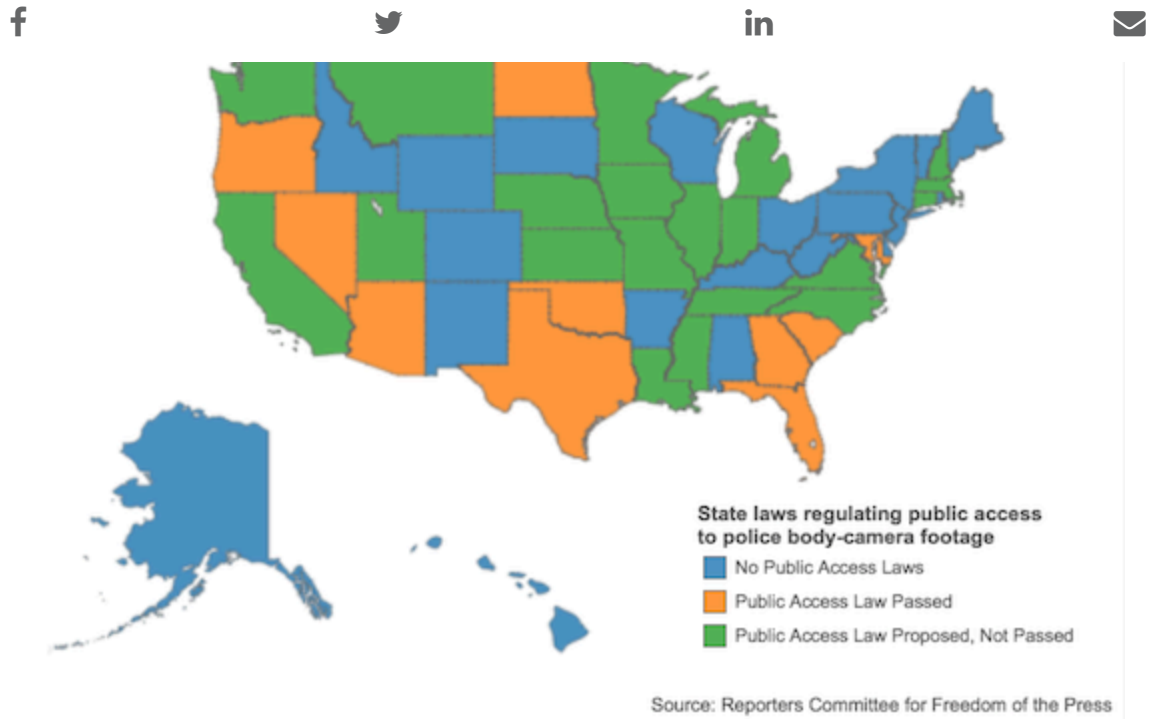 State laws regulating public access
to police body-camera footage
No Public Access Laws
Public Access Law Passed
Public Access Law Proposed, Not Passed
Source: Reporters Committee for Freedom of the Press